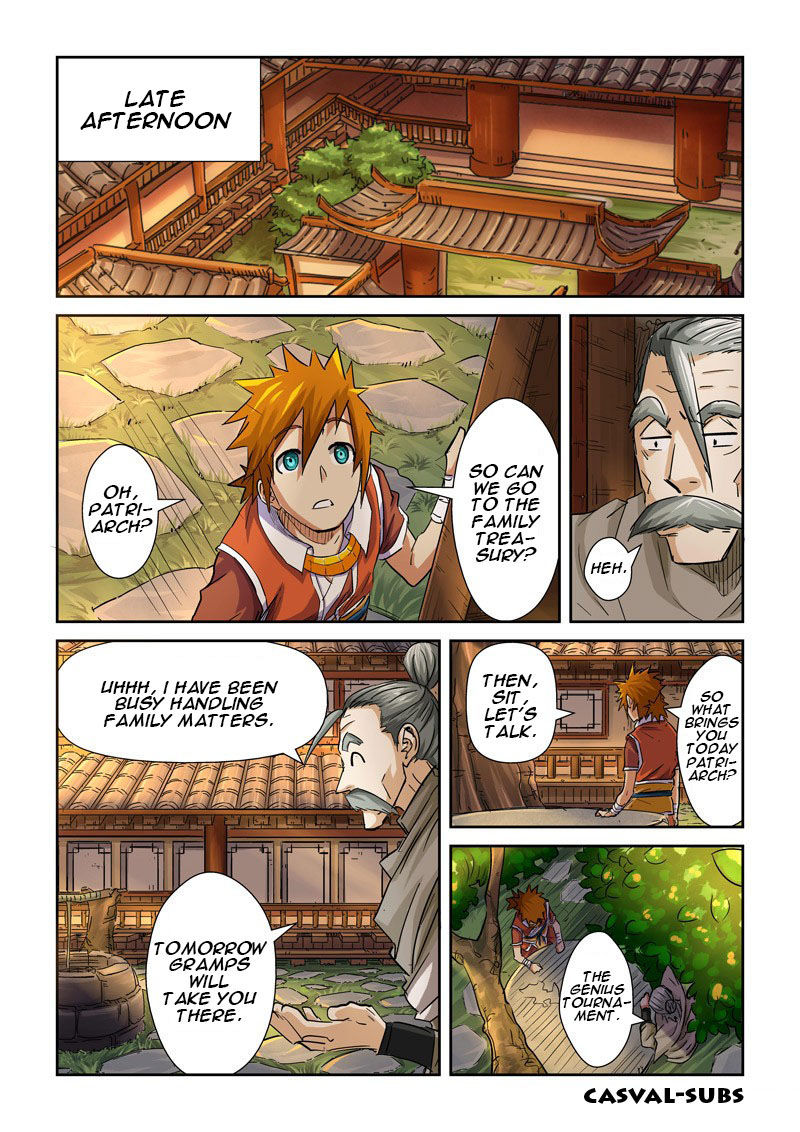 LATE
AFTERNOON
OH,
PATRI-
ARCH?
SO CAN
WE GO
TO THE
FAMILY
TREA-
SURY?
HEH.
UHHH, I HAVE BEEN
BUSY HANDLING
FAMILY MATTERS.
TOMORROW
GRAMPS
WILL
TAKE YOU
THERE.
THEN,
SIT,
LET'S
TALK.
SO
WHAT
BRINGS
YOU
TODAY
PATRI-
ARCH?
THE
GENIUS
TOURNA-
MENT.
CASVAL-SUBS